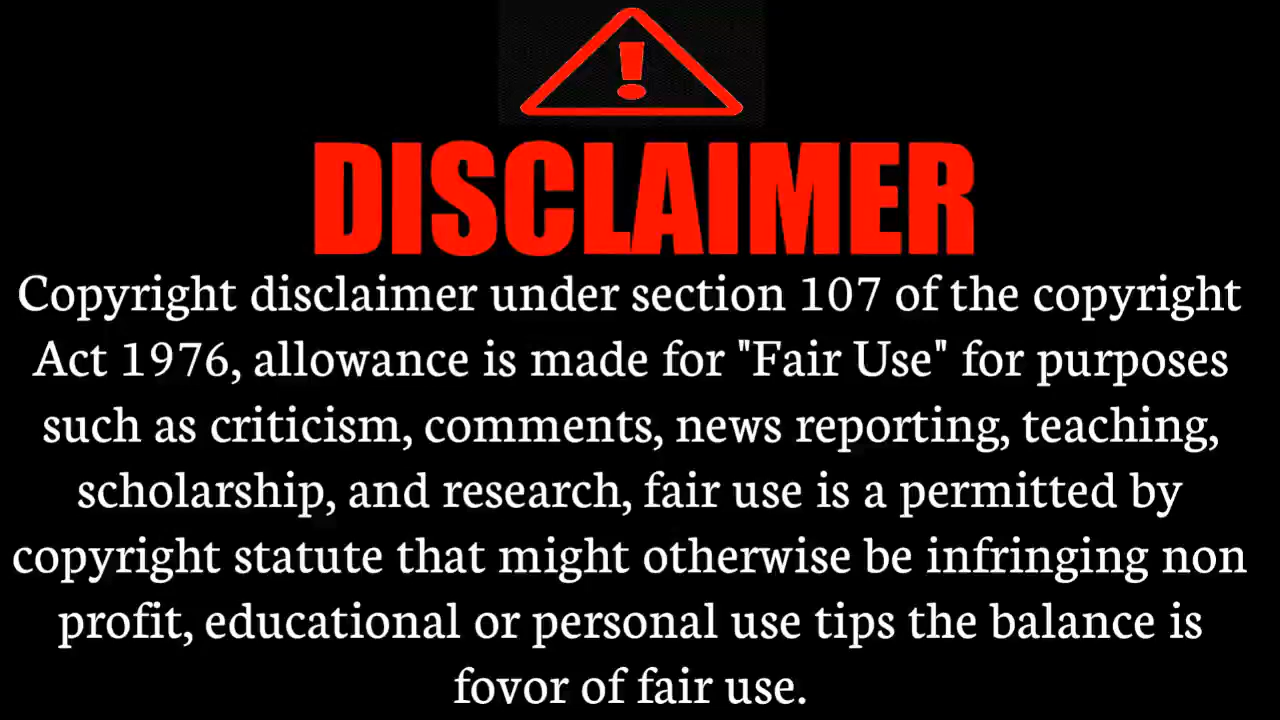 DISCLAIMER
Copyright disclaimer under section 107 of the copyright
Act 1976, allowance is made for "Fair Use" for purposes
such as criticism, comments, news reporting, teaching,
scholarship, and research, fair use is a permitted by
copyright statute that might otherwise be infringing non
profit, educational or personal use tips the balance is
fovor of fair use.